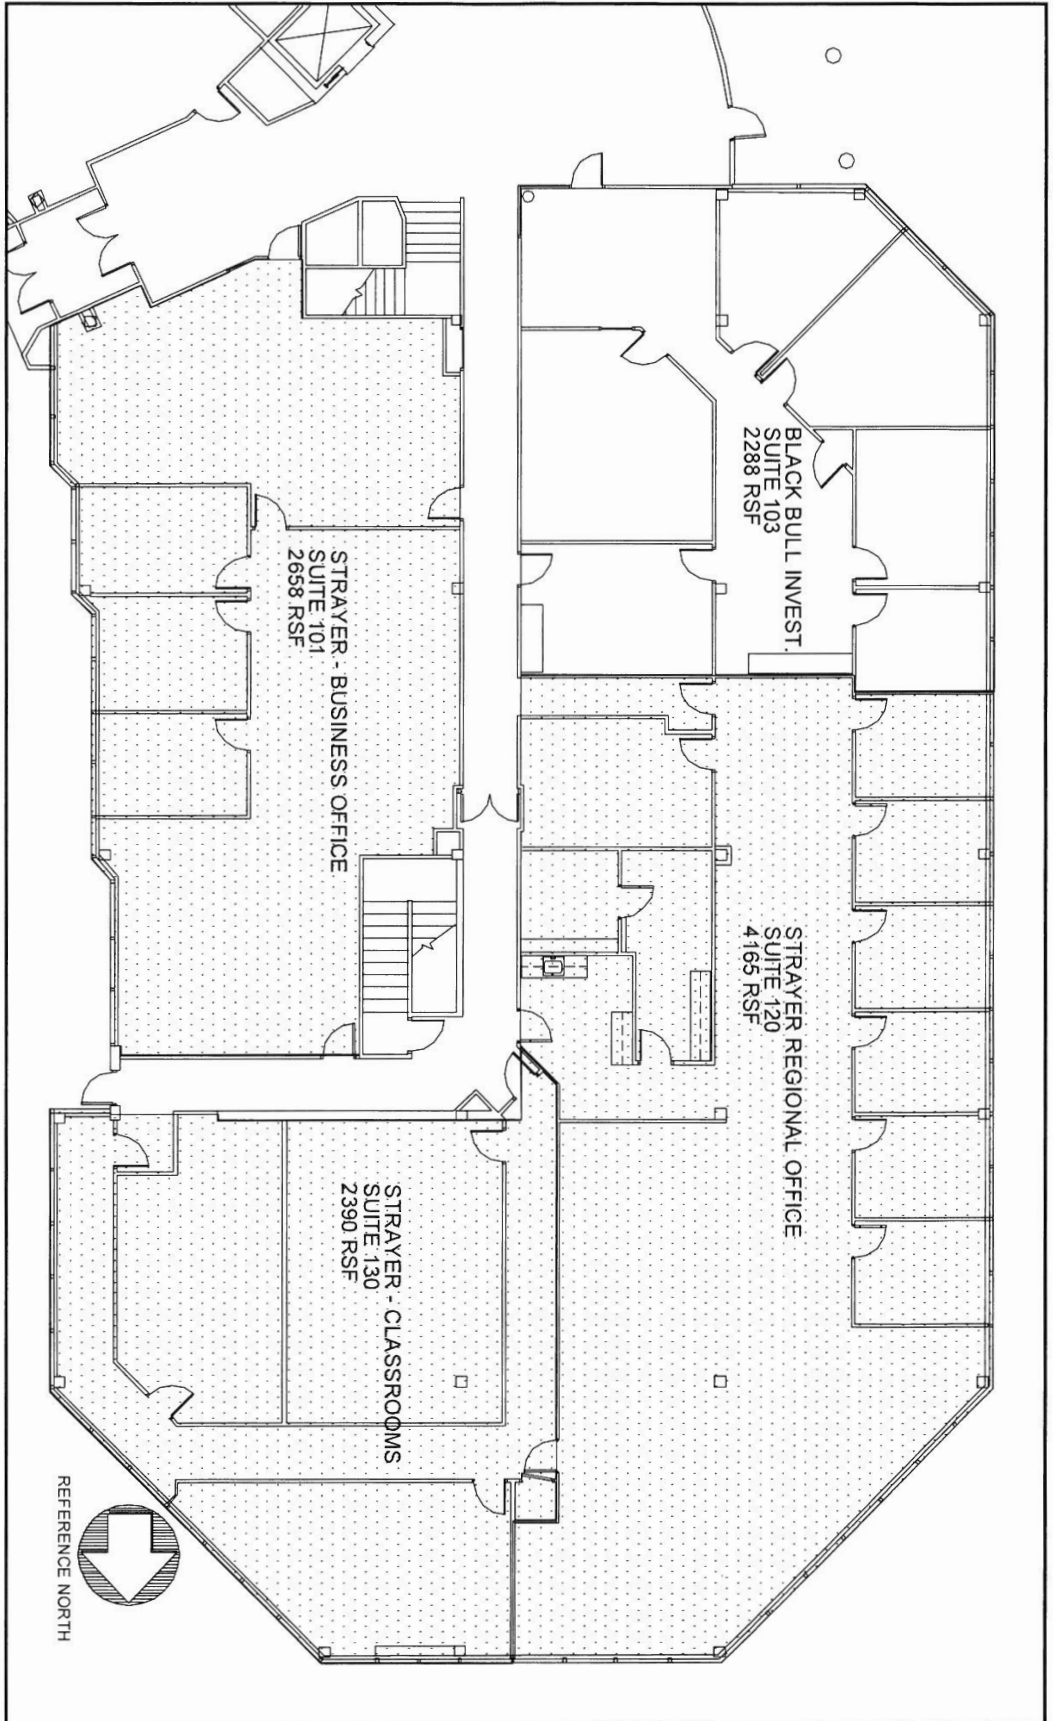 BLACK BULL INVEST.
SUITE 103
2288 RSF
STRAYER - BUSINESS OFFICE
SUITE 101
2658 RSF
STRAYER REGIONAL OFFICE
SUITE 120
4165 RSF
STRAYER - CLASSROOMS
SUITE 130
2390 RSF
REFERENCE NORTH